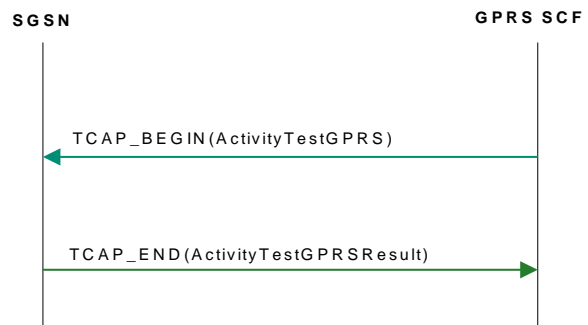 SGSN
GPRS SCF
TCAP_BEGIN(ActivityTestGPRS)
TCAP_END(ActivityTestGPRSResult)